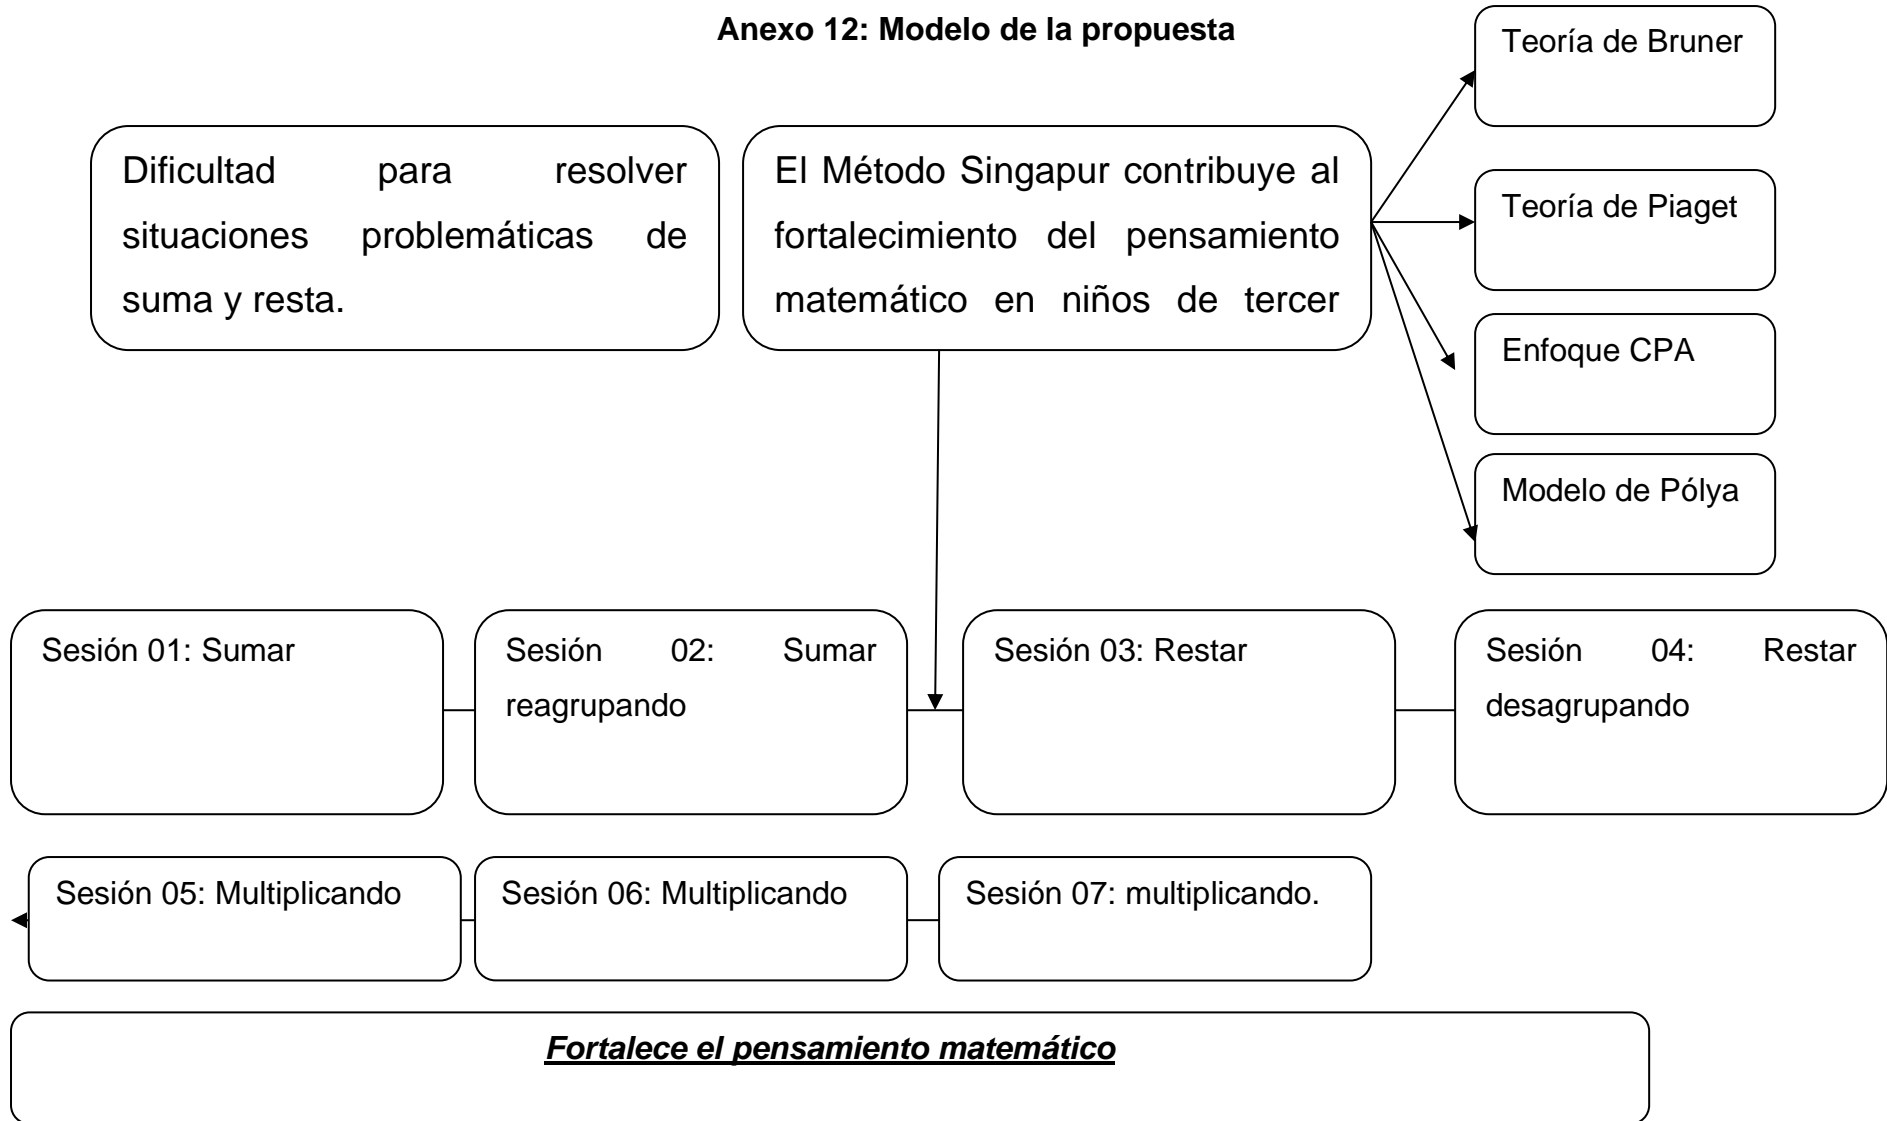 Anexo 12: Modelo de la propuesta
Teoría de Bruner
Dificultad para resolver
situaciones problemáticas de
suma y resta.
El Método Singapur contribuye al
fortalecimiento del pensamiento
matemático en niños de tercer
Teoría de Piaget
Enfoque CPA
Modelo de Pólya
Sesión 01: Sumar
Sesión 02: Sumar
reagrupando
Sesión 03: Restar
Sesión 04: Restar
desagrupando
Sesión 05: Multiplicando
Sesión 06: Multiplicando
Sesión 07: multiplicando.
Fortalece el pensamiento matemático